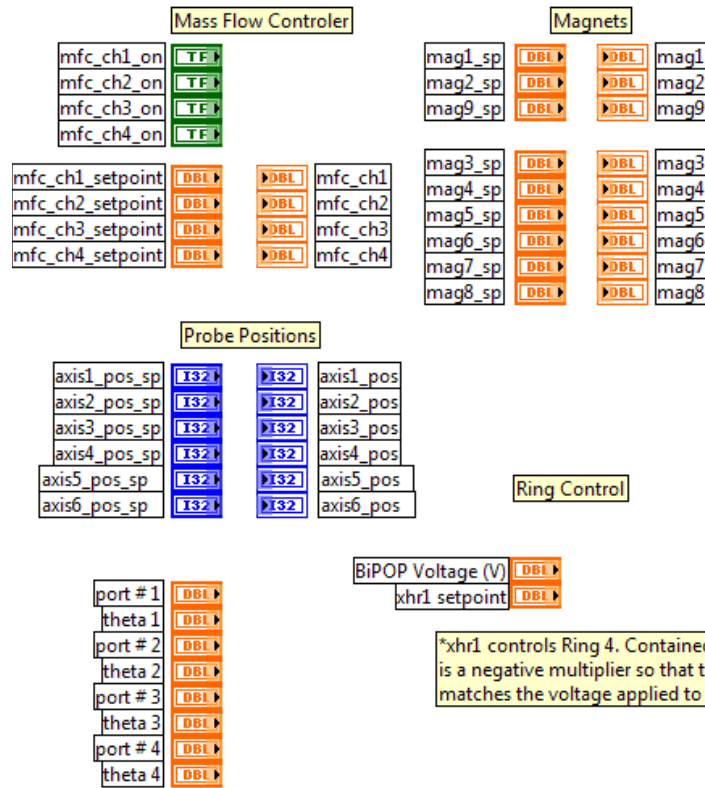 Mass Flow Controler
mfc_ch1_on TF
mfc_ch2_on TF
mfc_ch3_on TF
mfc_ch4_on TF
mfc_ch1_setpoint DBL DBL mfc_ch1
mfc_ch2_setpoint DBL DBL mfc_ch2
mfc_ch3_setpoint DBL DBL mfc_ch3
mfc_ch4_setpoint DBL DBL mfc_ch4
Magnets
mag1_sp DBL DBL mag1
mag2_sp DBL DBL mag2
mag9_sp DBL DBL mag9
mag3_sp DBL DBL mag3
mag4_sp DBL DBL mag4
mag5_sp DBL DBL mag5
mag6_sp DBL DBL mag6
mag7_sp DBL DBL mag7
mag8_sp DBL DBL mag8
Probe Positions
axis1_pos_sp I32 I32 axis1_pos
axis2_pos_sp I32 I32 axis2_pos
axis3_pos_sp I32 I32 axis3_pos
axis4_pos_sp I32 I32 axis4_pos
axis5_pos_sp I32 I32 axis5_pos
axis6_pos_sp I32 I32 axis6_pos
port # 1 DBL
theta 1 DBL
port # 2 DBL
theta 2 DBL
port # 3 DBL
theta 3 DBL
port # 4 DBL
theta 4 DBL
Ring Control
BiPOP Voltage (V) DBL
xhr1 setpoint DBL
*xhr1 controls Ring 4. Contained
is a negative multiplier so that
matches the voltage applied to